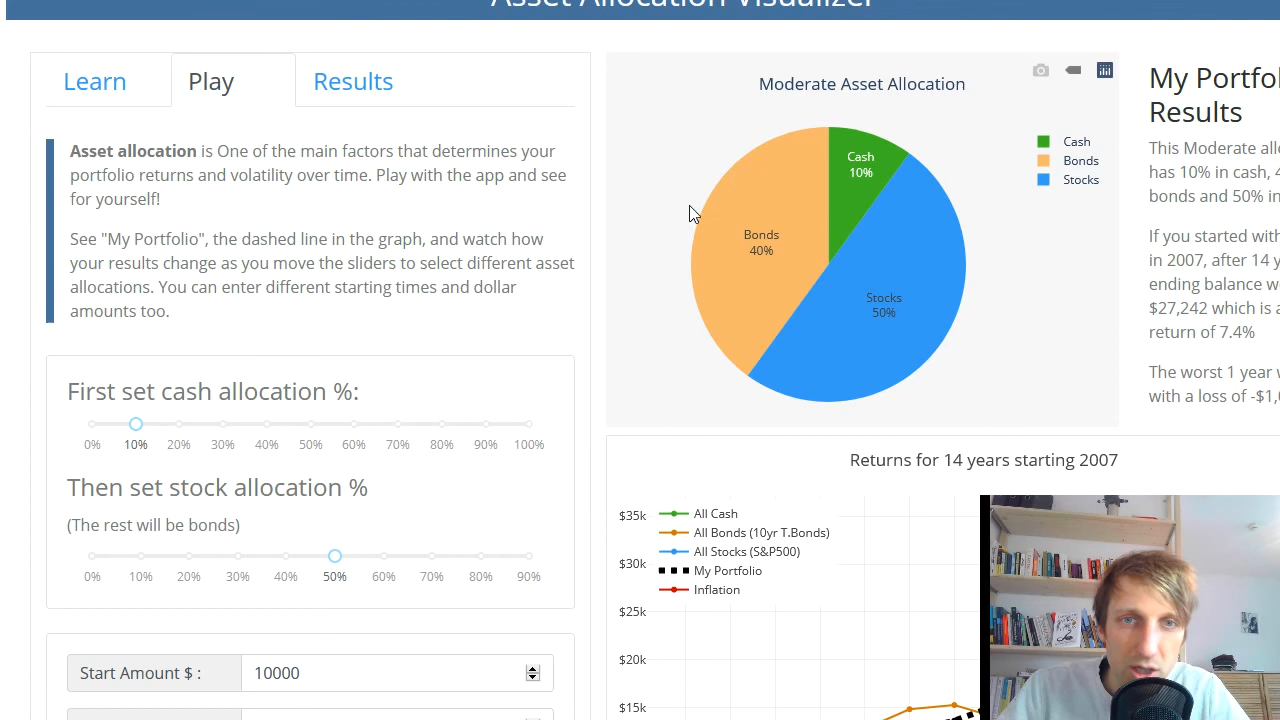 Asset Allocation Visualizer
Learn
Play
Results
Asset allocation is One of the main factors that determines your
portfolio returns and volatility over time. Play with the app and see
for yourself!
See "My Portfolio", the dashed line in the graph, and watch how
your results change as you move the sliders to select different asset
allocations. You can enter different starting times and dollar
amounts too.
First set cash allocation %:
0% 10% 20% 30% 40% 50% 60% 70% 80% 90% 100%
Then set stock allocation %
(The rest will be bonds)
0% 10% 20% 30% 40% 50% 60% 70% 80% 90%
Start Amount $ :
10000
Moderate Asset Allocation
Cash
10%
Bonds
40%
Stocks
50%
Cash
Bonds
Stocks
Returns for 14 years starting 2007
$35k
$30k
$25k
$20k
$15k
All Cash
All Bonds (10yr T.Bonds)
All Stocks (S&P500)
My Portfolio
Inflation
My Portfol
Results
This Moderate allo
has 10% in cash, 4
bonds and 50% in
If you started with
in 2007, after 14 y
ending balance w
$27,242 which is a
return of 7.4%
The worst 1 year w
with a loss of -$1,